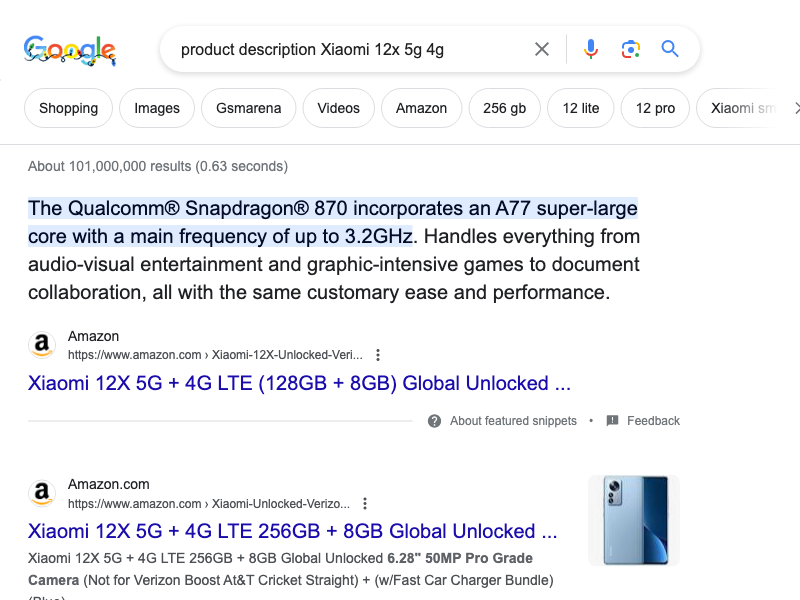 Google
product description Xiaomi 12x 5g 4g
Shopping
Images
Gsmarena
Videos
Amazon
256 gb
12 lite
12 pro
Xiaomi sm
About 101,000,000 results (0.63 seconds)
The Qualcomm® Snapdragon® 870 incorporates an A77 super-large
core with a main frequency of up to 3.2GHz. Handles everything from
audio-visual entertainment and graphic-intensive games to document
collaboration, all with the same customary ease and performance.
Amazon
https://www.amazon.com › Xiaomi-12X-Unlocked-Veri...
Xiaomi 12X 5G + 4G LTE (128GB + 8GB) Global Unlocked ...
About featured snippets • Feedback
Amazon.com
https://www.amazon.com › Xiaomi-Unlocked-Verizo...
Xiaomi 12X 5G + 4G LTE 256GB + 8GB Global Unlocked ...
Xiaomi 12X 5G + 4G LTE 256GB + 8GB Global Unlocked 6.28" 50MP Pro Grade
Camera (Not for Verizon Boost At&T Cricket Straight) + (w/Fast Car Charger Bundle)